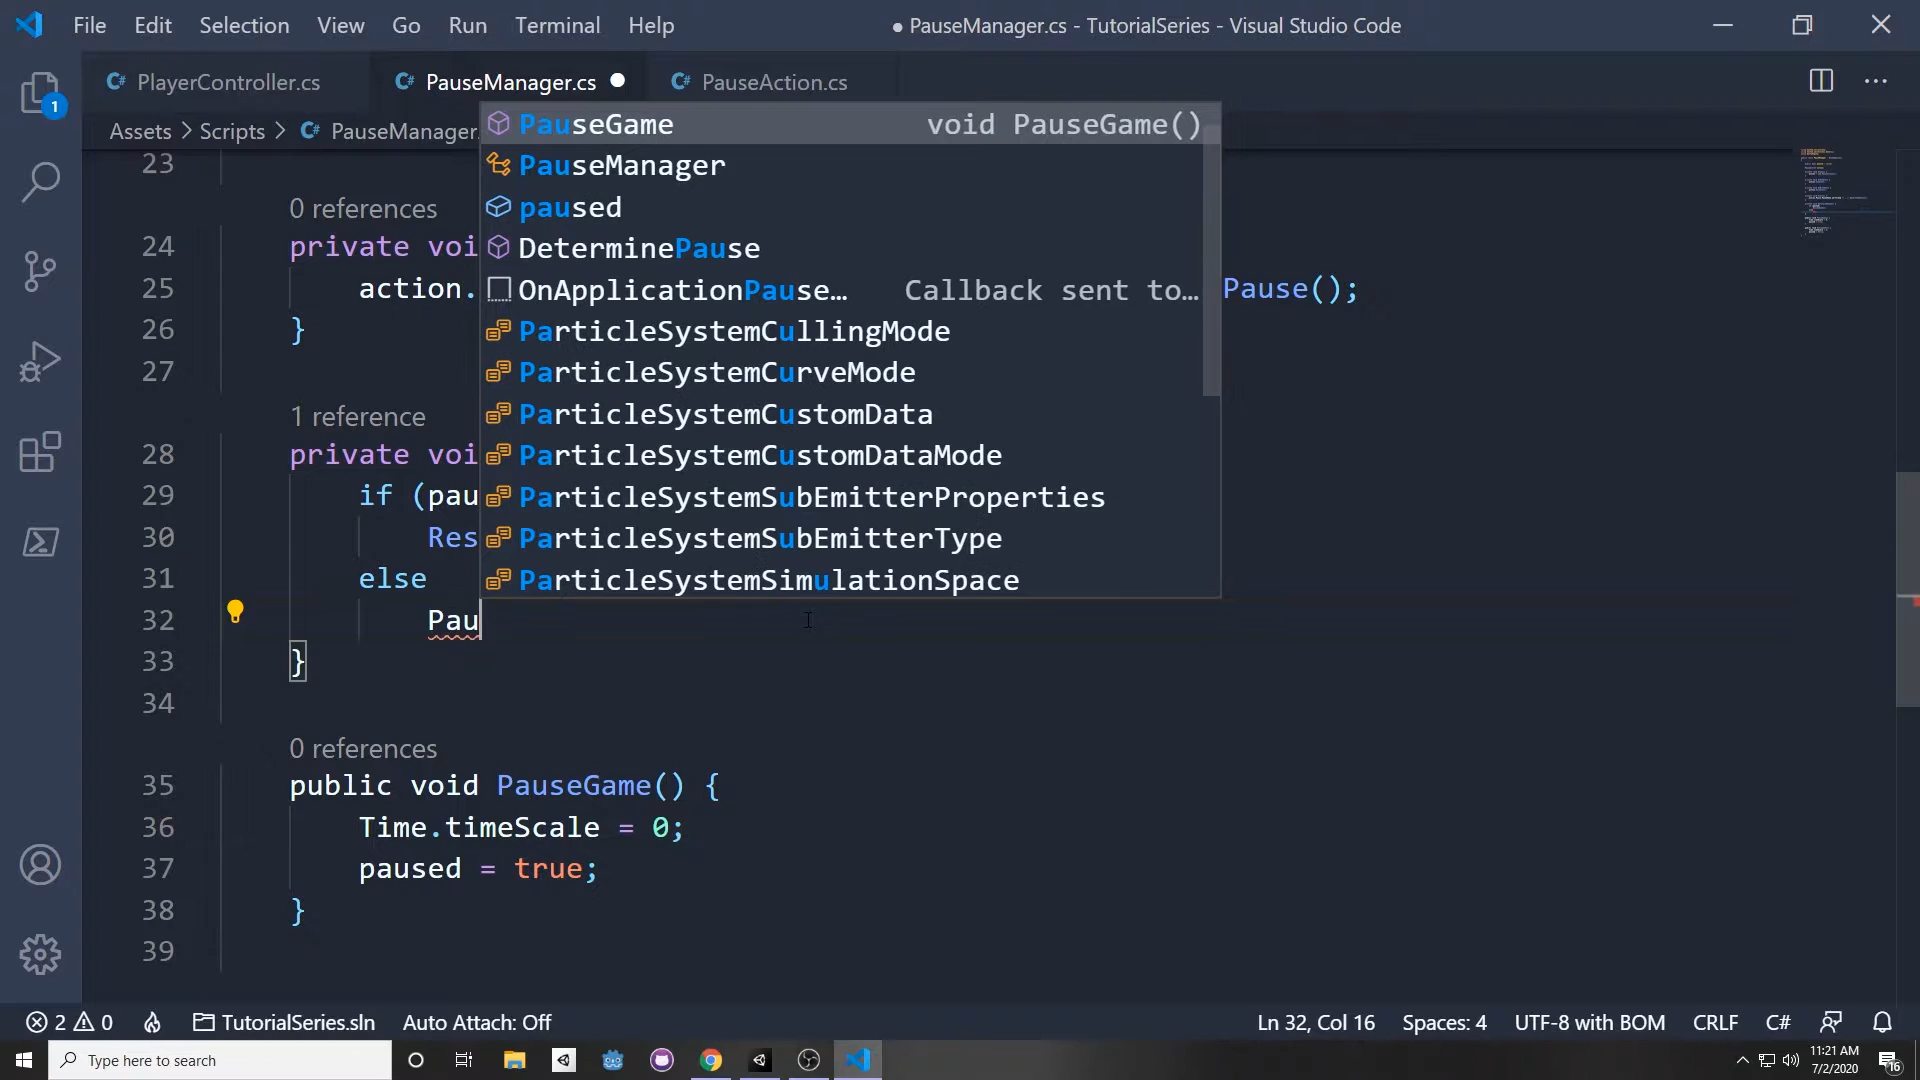 File Edit Selection View Go Run Terminal Help
● PauseManager.cs - TutorialSeries - Visual Studio Code
PlayerController.cs
PauseManager.cs
PauseAction.cs
Assets > Scripts > PauseManager.
PauseGame void PauseGame()
PauseManager
paused
DeterminePause
OnApplicationPause… Callback sent to…
ParticleSystemCullingMode
ParticleSystemCurveMode
ParticleSystemCustomData
ParticleSystemCustomDataMode
ParticleSystemSubEmitterProperties
ParticleSystemSubEmitterType
ParticleSystemSimulationSpace
23
0 references
24 private voi
25 action. Pause();
26 }
27
1 reference
28 private voi
29 if (pau
30 Res
31 else
32 Pau
33 }
34
0 references
35 public void PauseGame() {
36 Time.timeScale = 0;
37 paused = true;
38 }
39
1
2 0 TutorialSeries.sln Auto Attach: Off
Ln 32, Col 16 Spaces: 4 UTF-8 with BOM CRLF C#
Type here to search
11:21 AM
7/2/2020
16